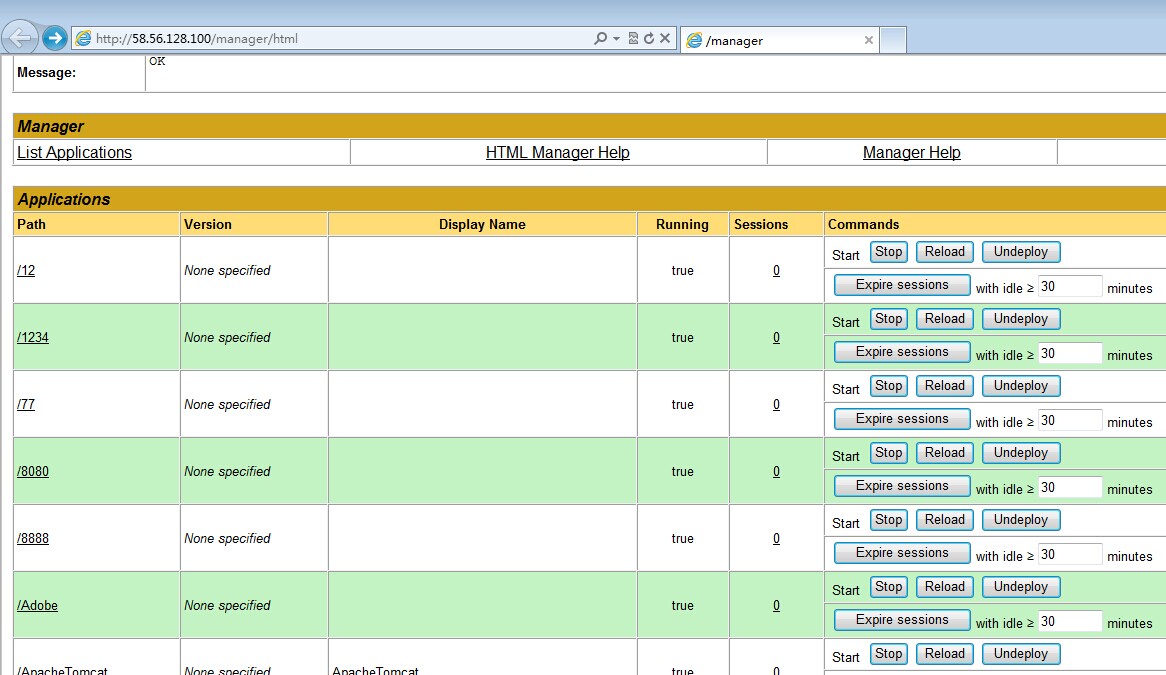 http://58.56.128.100/manager/html
/manager
Message:
OK
Manager
List Applications HTML Manager Help Manager Help
Applications
Path Version Display Name Running Sessions Commands
/12 None specified true 0 Start Stop Reload Undeploy
Expire sessions with idle ≥ 30 minutes
/1234 None specified true 0 Start Stop Reload Undeploy
Expire sessions with idle ≥ 30 minutes
/77 None specified true 0 Start Stop Reload Undeploy
Expire sessions with idle ≥ 30 minutes
/8080 None specified true 0 Start Stop Reload Undeploy
Expire sessions with idle ≥ 30 minutes
/8888 None specified true 0 Start Stop Reload Undeploy
Expire sessions with idle ≥ 30 minutes
/Adobe None specified true 0 Start Stop Reload Undeploy
Expire sessions with idle ≥ 30 minutes
/ApacheTomcat None specified ApacheTomcat true 0 Start Stop Reload Undeploy